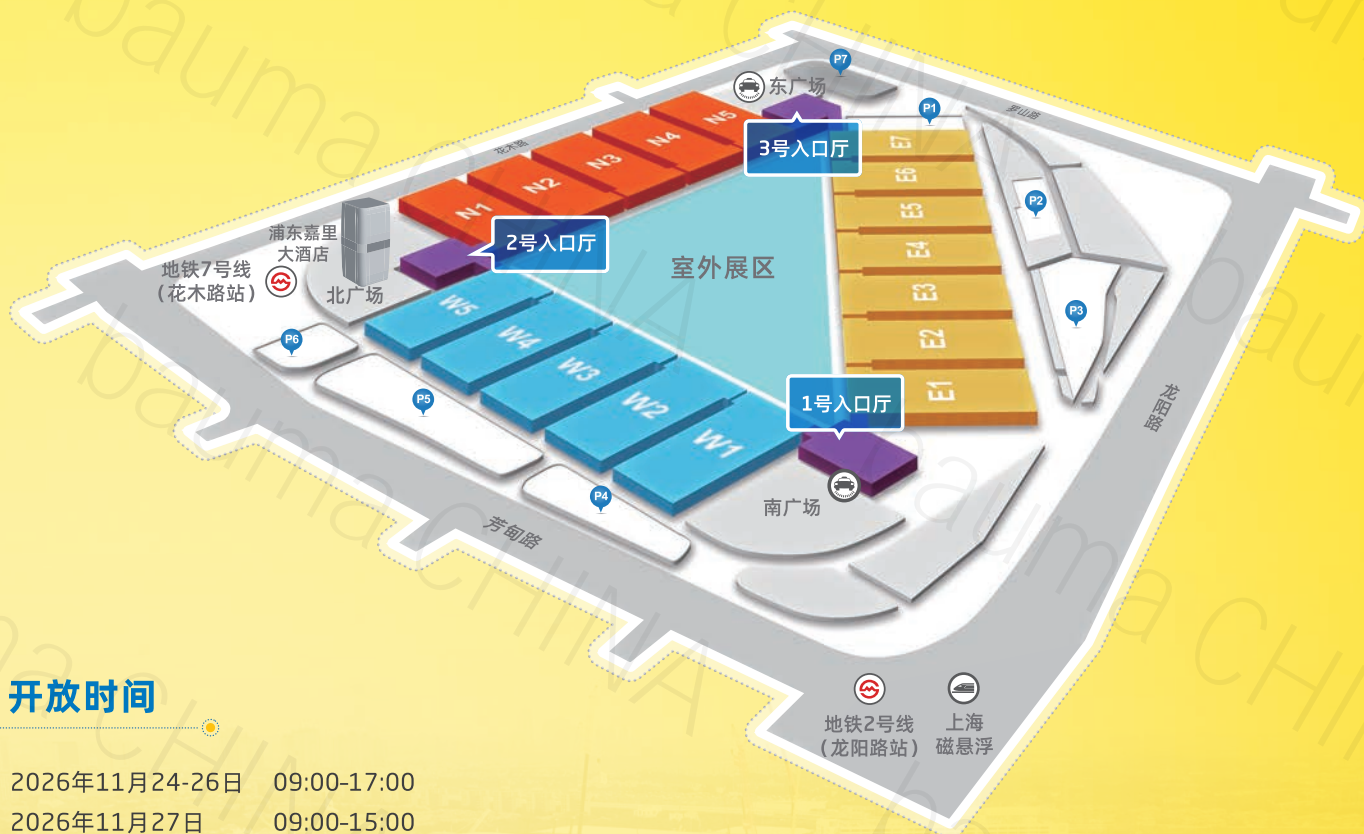 P7
东广场
P1
罗山路
N5
3号入口厅
E7
N4
花木路
N3
E6
N2
P2
E5
N1
浦东嘉里
大酒店
2号入口厅
E4
室外展区
地铁7号线
（花木路站）
北广场
E3
W5
P3
P6
W4
E2
W3
E1
P5
1号入口厅
W2
龙阳路
W1
P4
南广场
芳甸路
开放时间
地铁2号线
（龙阳路站）
上海
磁悬浮
2026年11月24-26日 09:00-17:00
2026年11月27日 09:00-15:00
bauma CHINA
bauma CHINA
bauma CHINA